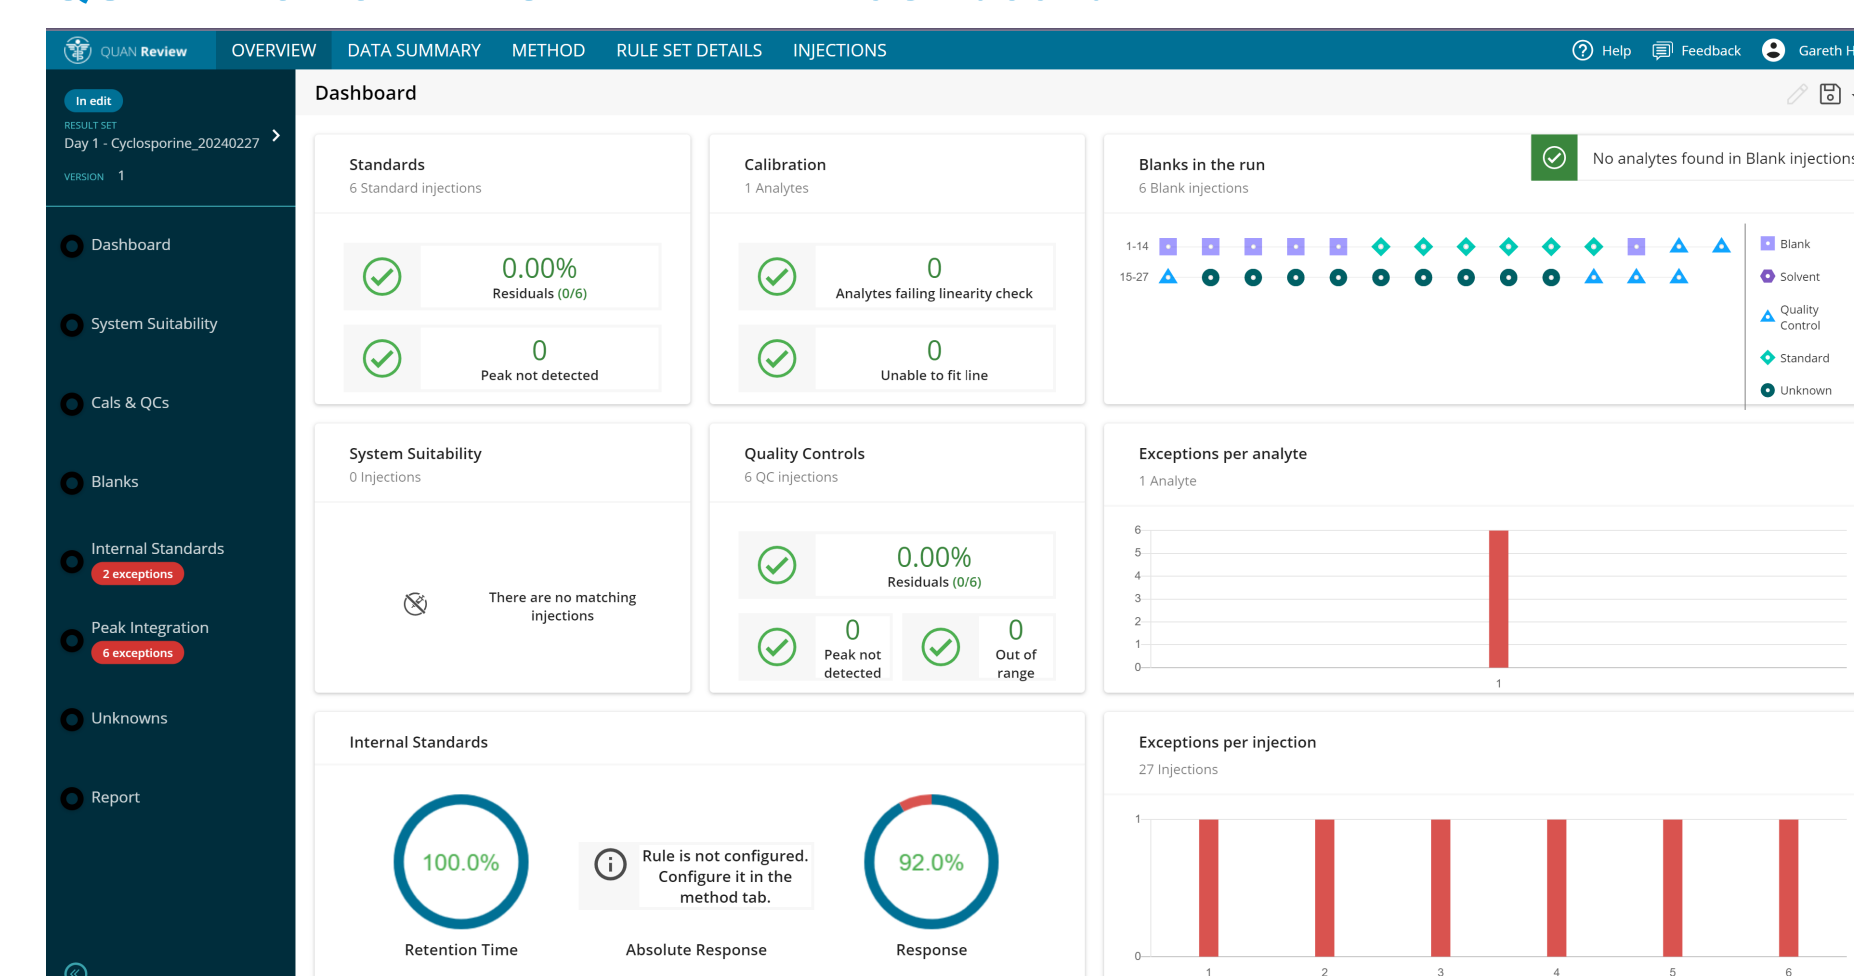 QUAN Review
OVERVIEW
DATA SUMMARY
METHOD
RULE SET DETAILS
INJECTIONS
Help
Feedback
Gareth H
In edit
RESULT SET
Day 1 - Cyclosporine_20240227
VERSION 1
Dashboard
System Suitability
Cals & QCs
Blanks
Internal Standards
2 exceptions
Peak Integration
6 exceptions
Unknowns
Report
Dashboard
Standards
6 Standard injections
0.00%
Residuals (0/6)
0
Peak not detected
Calibration
1 Analytes
0
Analytes failing linearity check
0
Unable to fit line
Blanks in the run
6 Blank injections
No analytes found in Blank injections
1-14
15-27
Blank
Solvent
Quality
Control
Standard
Unknown
System Suitability
0 Injections
There are no matching
injections
Quality Controls
6 QC injections
0.00%
Residuals (0/6)
0
Peak not
detected
0
Out of
range
Exceptions per analyte
1 Analyte
6
5
4
3
2
1
0
1
Internal Standards
100.0%
Retention Time
Rule is not configured.
Configure it in the
method tab.
Absolute Response
92.0%
Response
Exceptions per injection
27 Injections
1
0
1 2 3 4 5 6